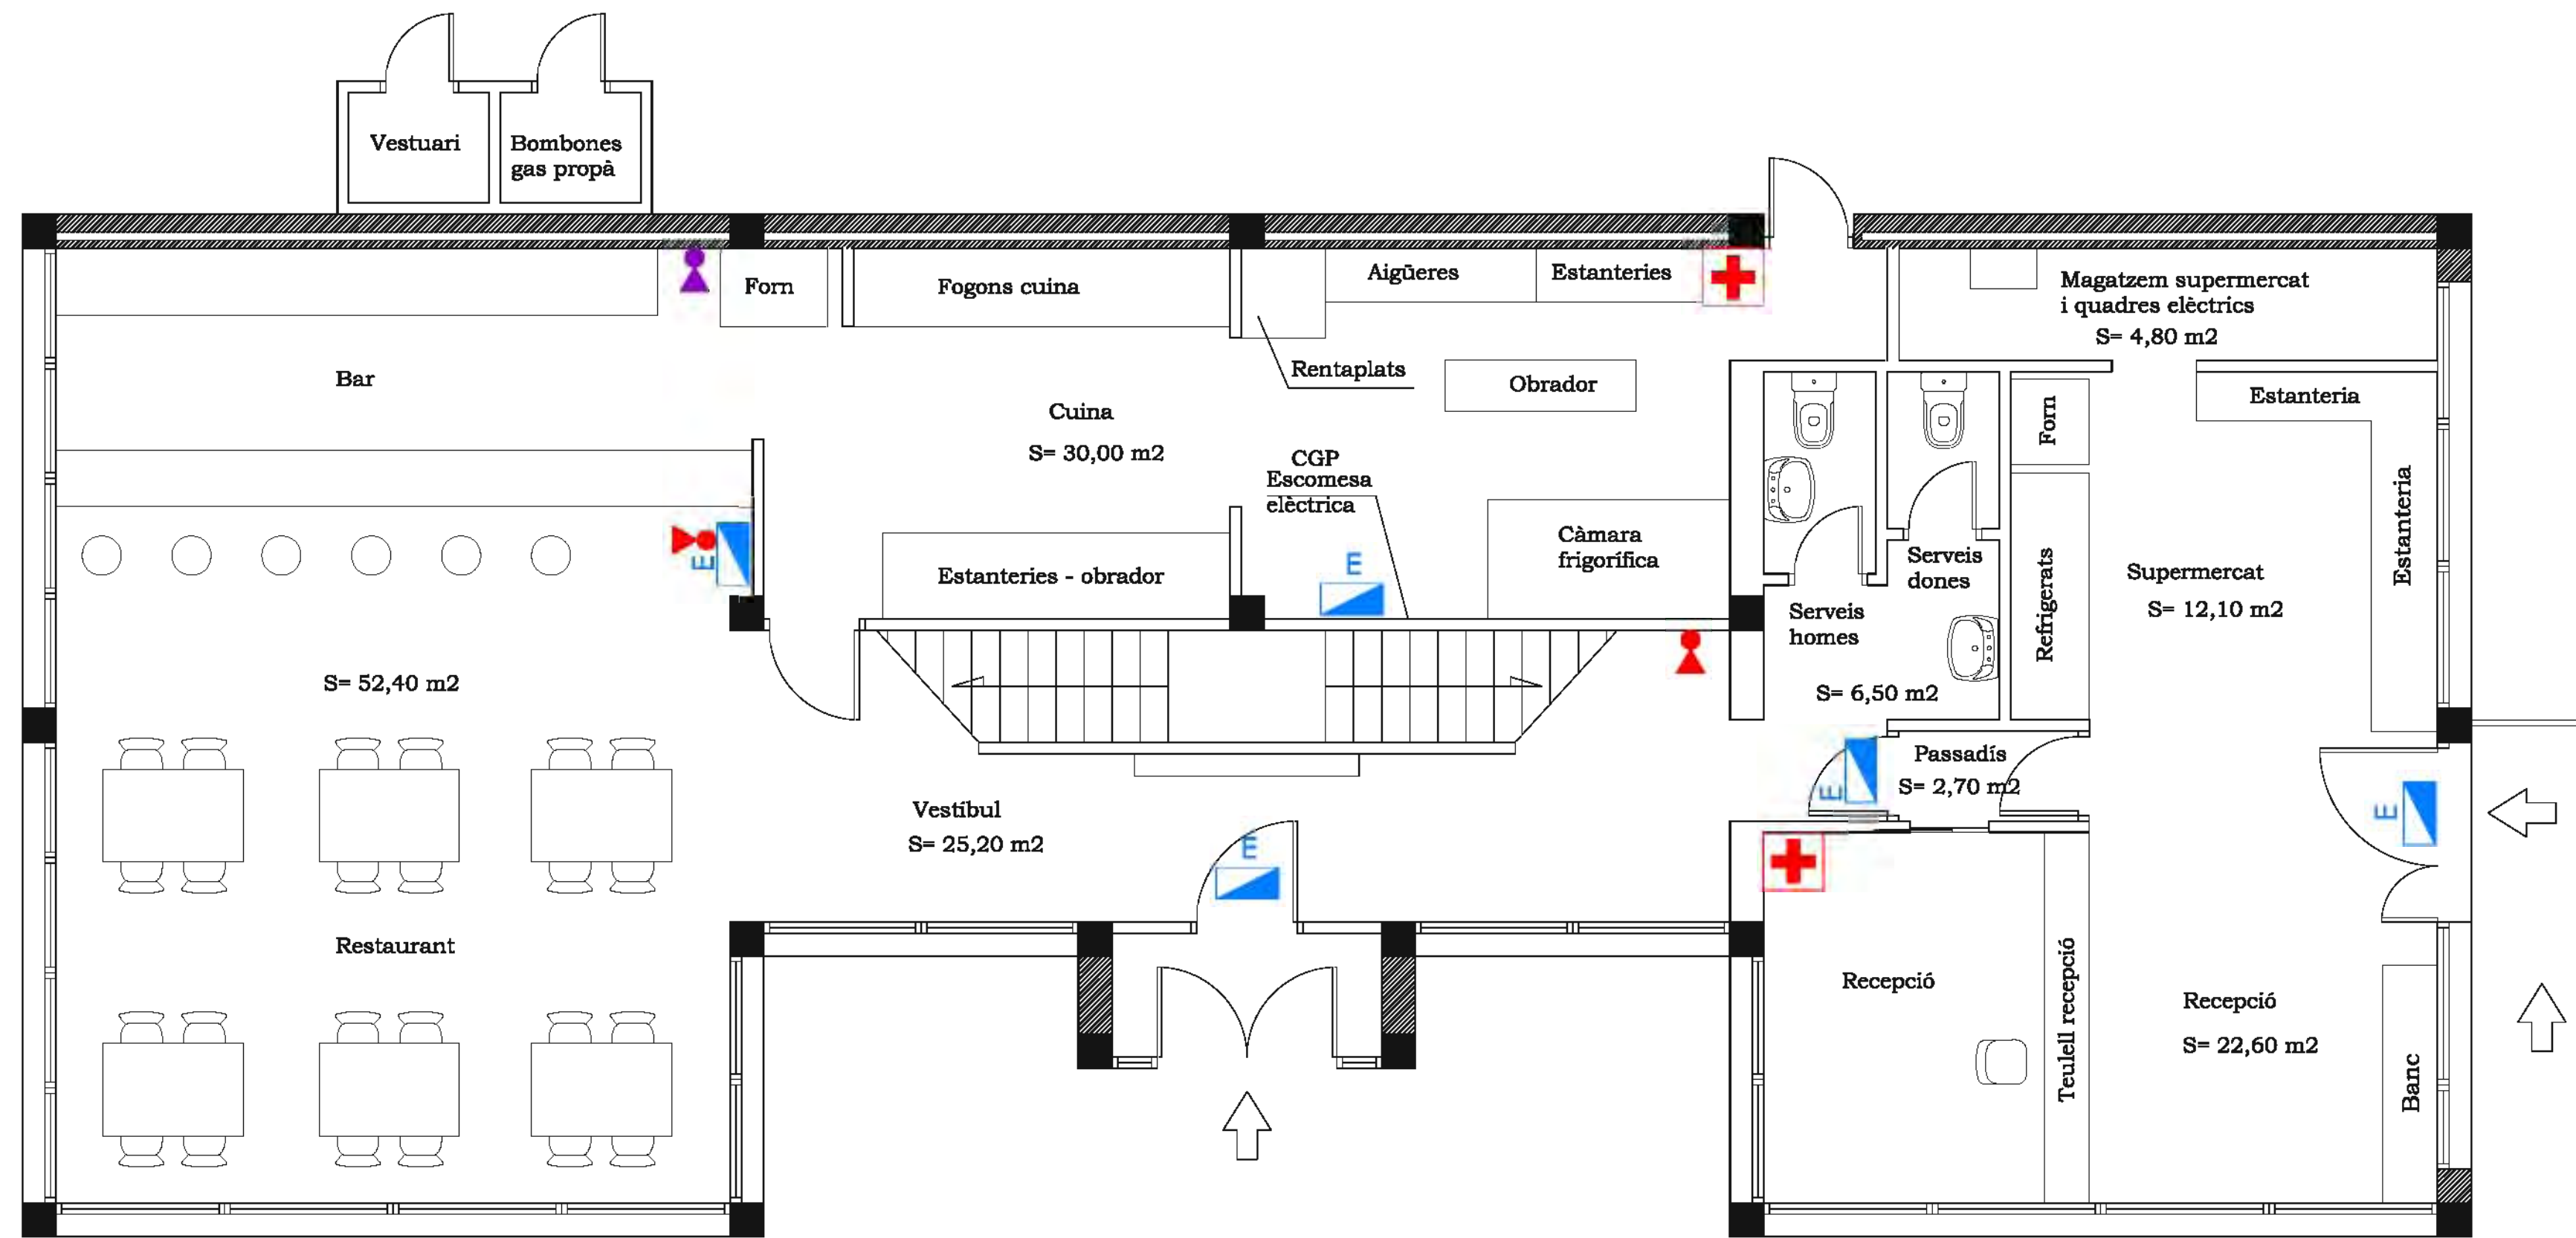 Vestuari
Bombones
gas propà
Forn
Fogons cuina
Aigüeres
Estanteries
Magatzem supermercat
i quadres elèctrics
S= 4,80 m2
Rentaplats
Obrador
Bar
Cuina
S= 30,00 m2
CGP
Escomesa
elèctrica
Forn
Estanteria
Estanteria
E
E
Estanteries - obrador
Càmara
frigorífica
Serveis
dones
Serveis
homes
S= 6,50 m2
Refrigerats
Supermercat
S= 12,10 m2
S= 52,40 m2
Passadís
S= 2,70 m2
E
E
Vestíbul
S= 25,20 m2
E
Restaurant
Recepció
Teulell recepció
Recepció
S= 22,60 m2
Banc